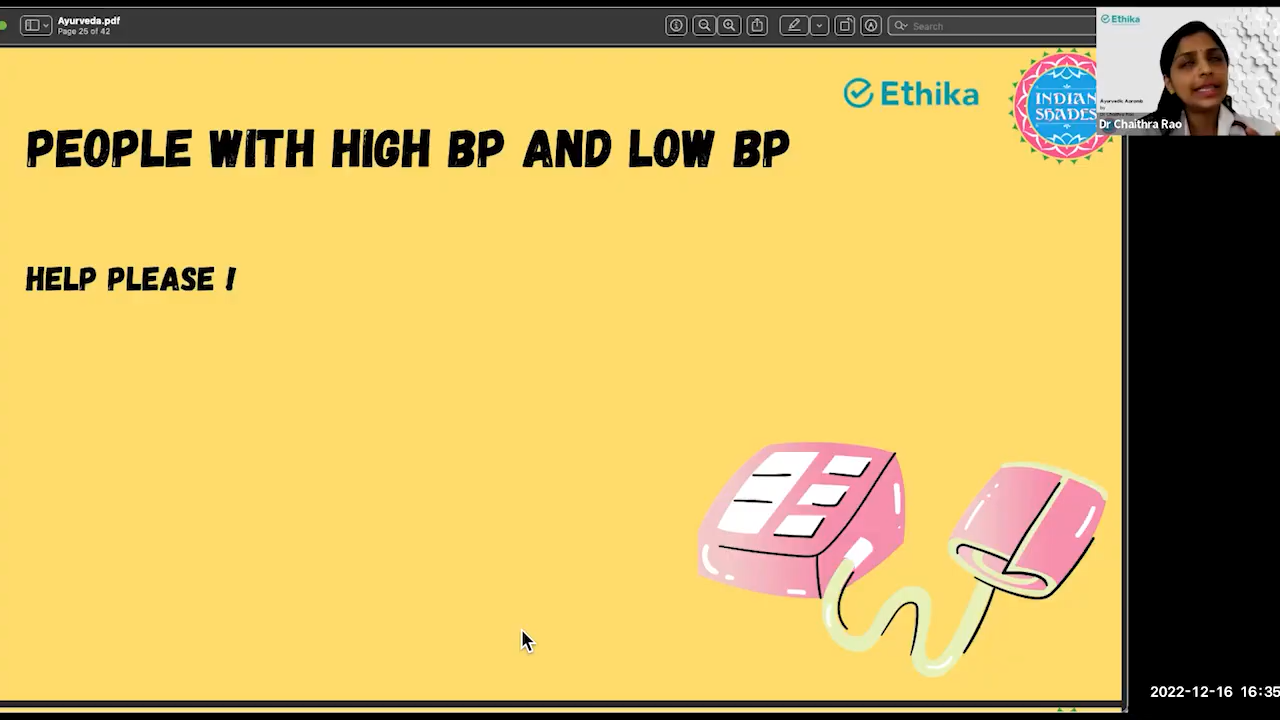 Ayurveda.pdf
Page 25 of 42
Search
Ethika
Ethika
INDIAN
SHADES
Dr Chaithra Rao
PEOPLE WITH HIGH BP AND LOW BP
HELP PLEASE !
2022-12-16 16:35